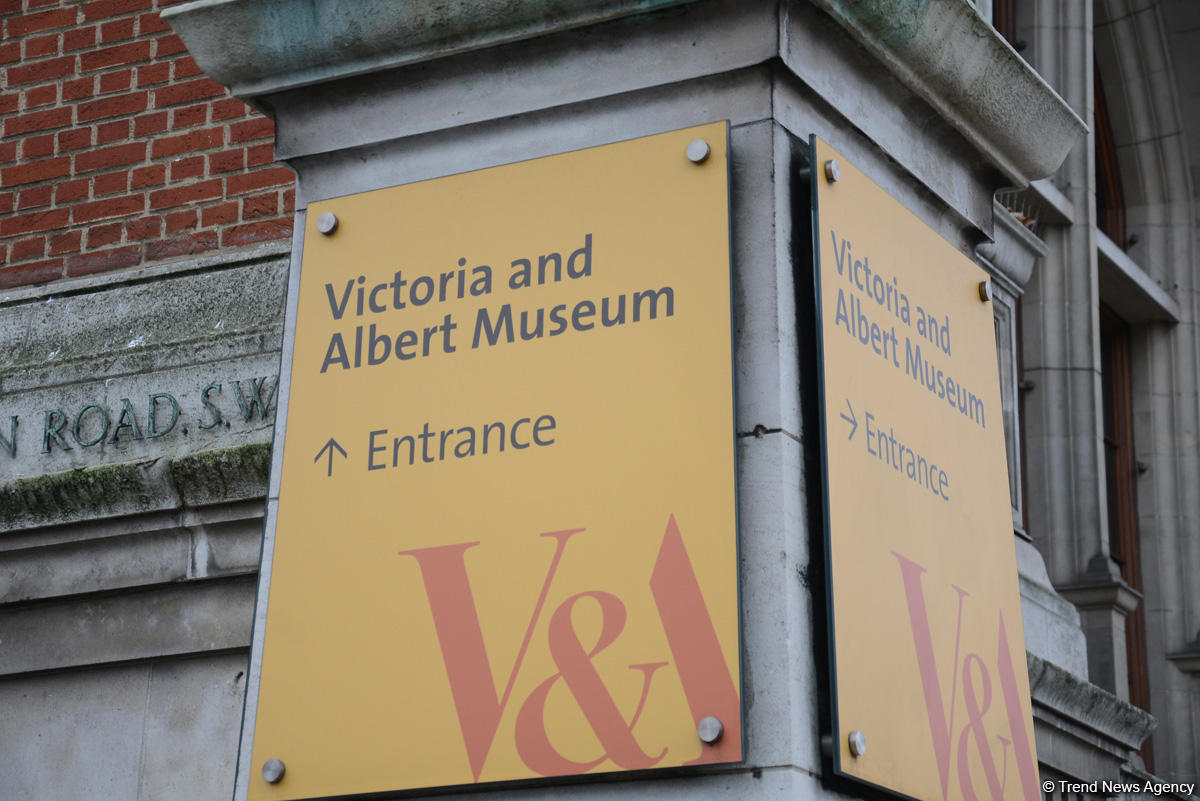 Victoria and
Albert Museum
↑ Entrance
V&A
Victoria and
Albert Museum
→ Entrance
V&A
N ROAD. S.W.
© Trend News Agency